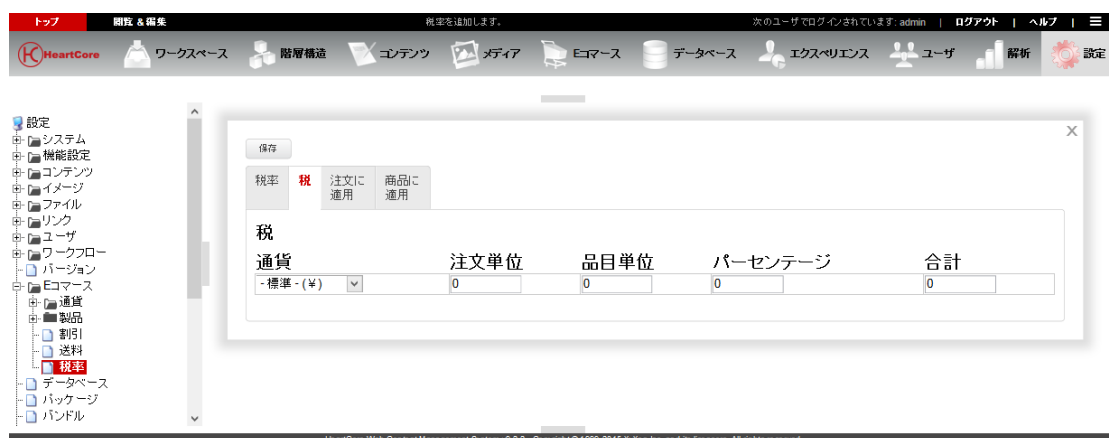 トップ 閲覧 & 編集 税率を追加します。 次のユーザでログインされています: admin | ログアウト | ヘルプ |
HeartCore ワークスペース 階層構造 コンテンツ メディア Eコマース データベース エクスペリエンス ユーザ 解析 設定
設定
システム
機能設定
コンテンツ
イメージ
ファイル
リンク
ユーザ
ワークフロー
バージョン
Eコマース
通貨
製品
割引
送料
税率
データベース
パッケージ
バンドル
X
保存
税率 税 注文に適用 商品に適用
税
通貨 注文単位 品目単位 パーセンテージ 合計
- 標準 - (¥) 0 0 0 0